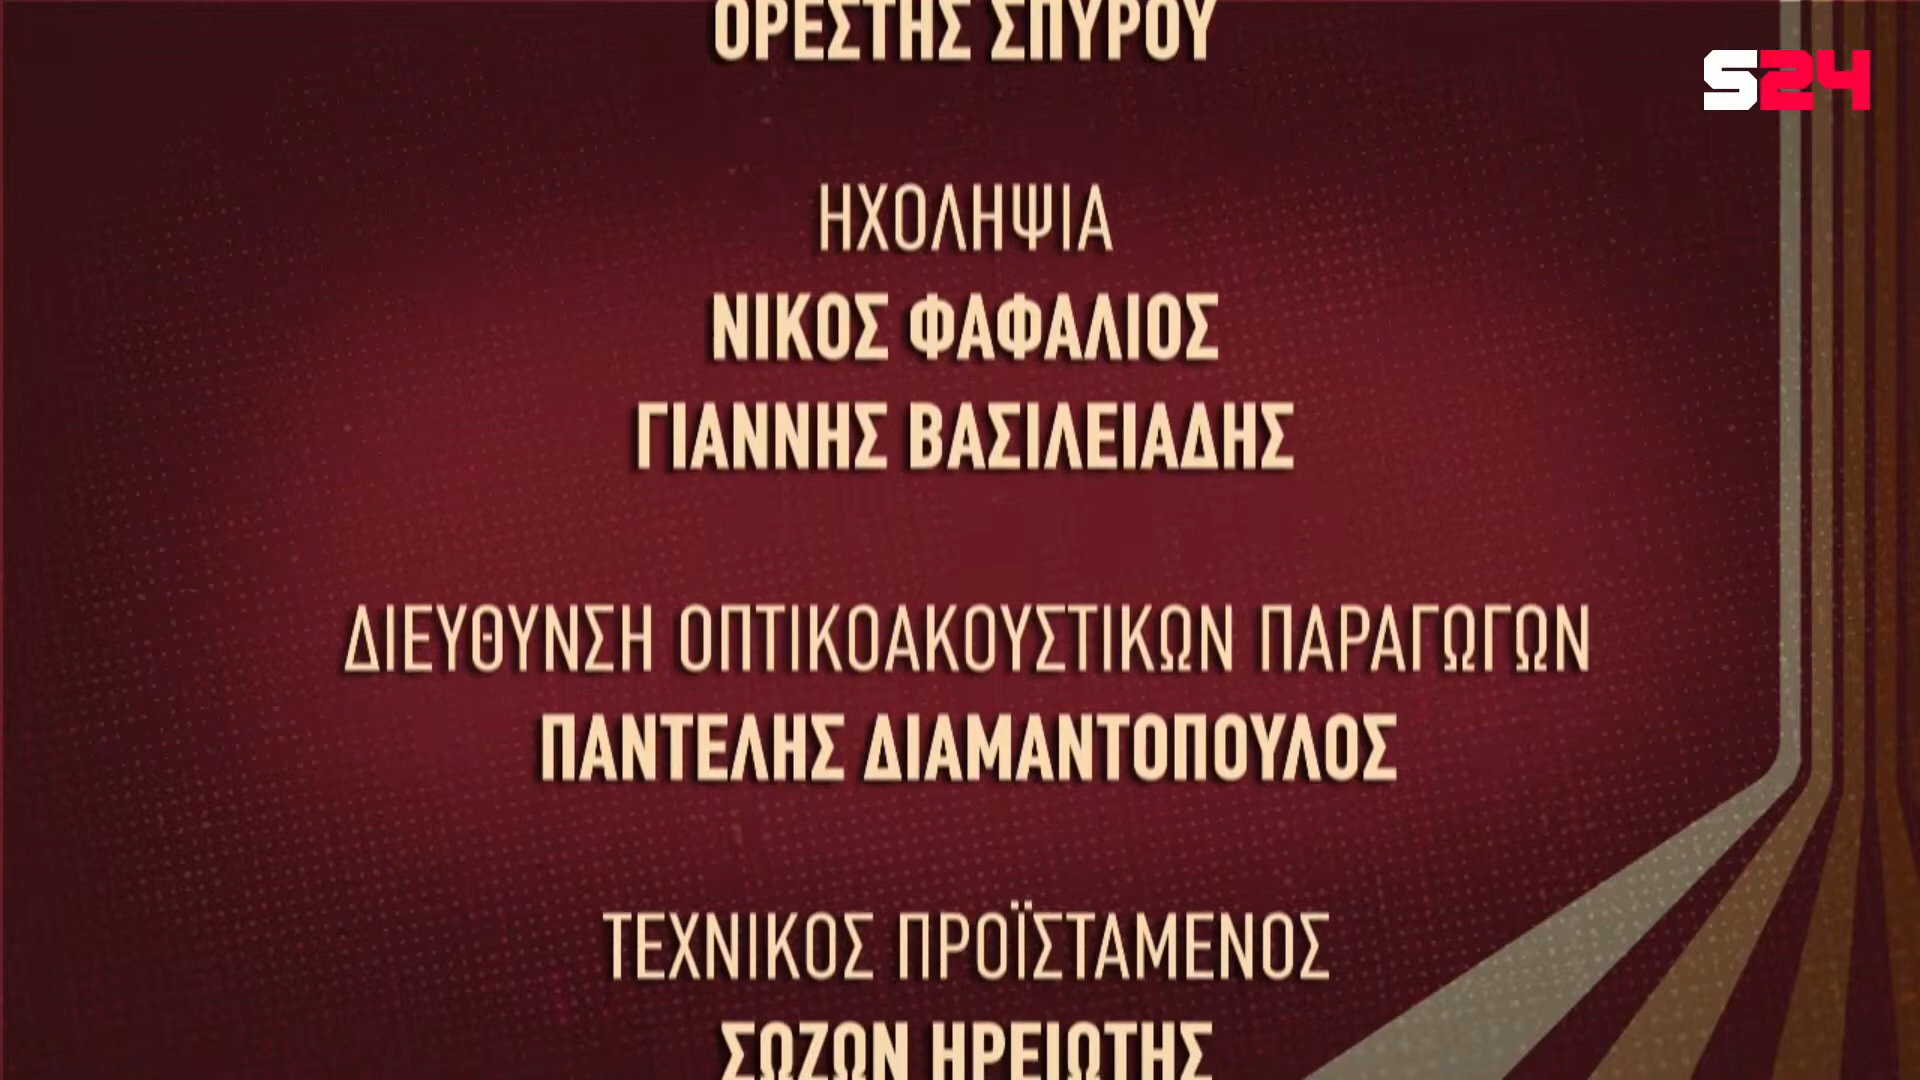 ΟΡΕΣΤΗΣ ΣΠΥΡΟΥ
S24
ΗΧΟΛΗΨΙΑ
ΝΙΚΟΣ ΦΑΦΑΛΙΟΣ
ΓΙΑΝΝΗΣ ΒΑΣΙΛΕΙΑΔΗΣ
ΔΙΕΥΘΥΝΣΗ ΟΠΤΙΚΟΑΚΟΥΣΤΙΚΩΝ ΠΑΡΑΓΩΓΩΝ
ΠΑΝΤΕΛΗΣ ΔΙΑΜΑΝΤΟΠΟΥΛΟΣ
ΤΕΧΝΙΚΟΣ ΠΡΟΪΣΤΑΜΕΝΟΣ
ΣΩΖΩΝ ΗΡΕΙΩΤΗΣ